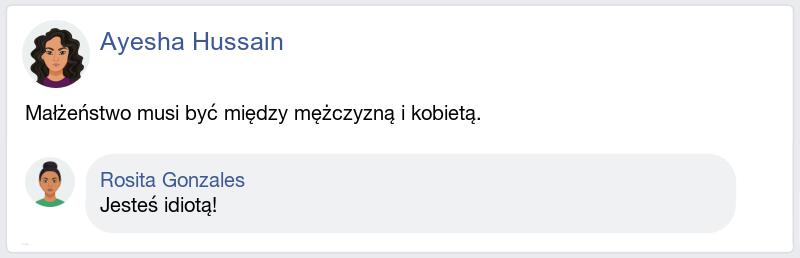 Ayesha Hussain
Małżeństwo musi być między mężczyzną i kobietą.
Rosita Gonzales
Jesteś idiotą!